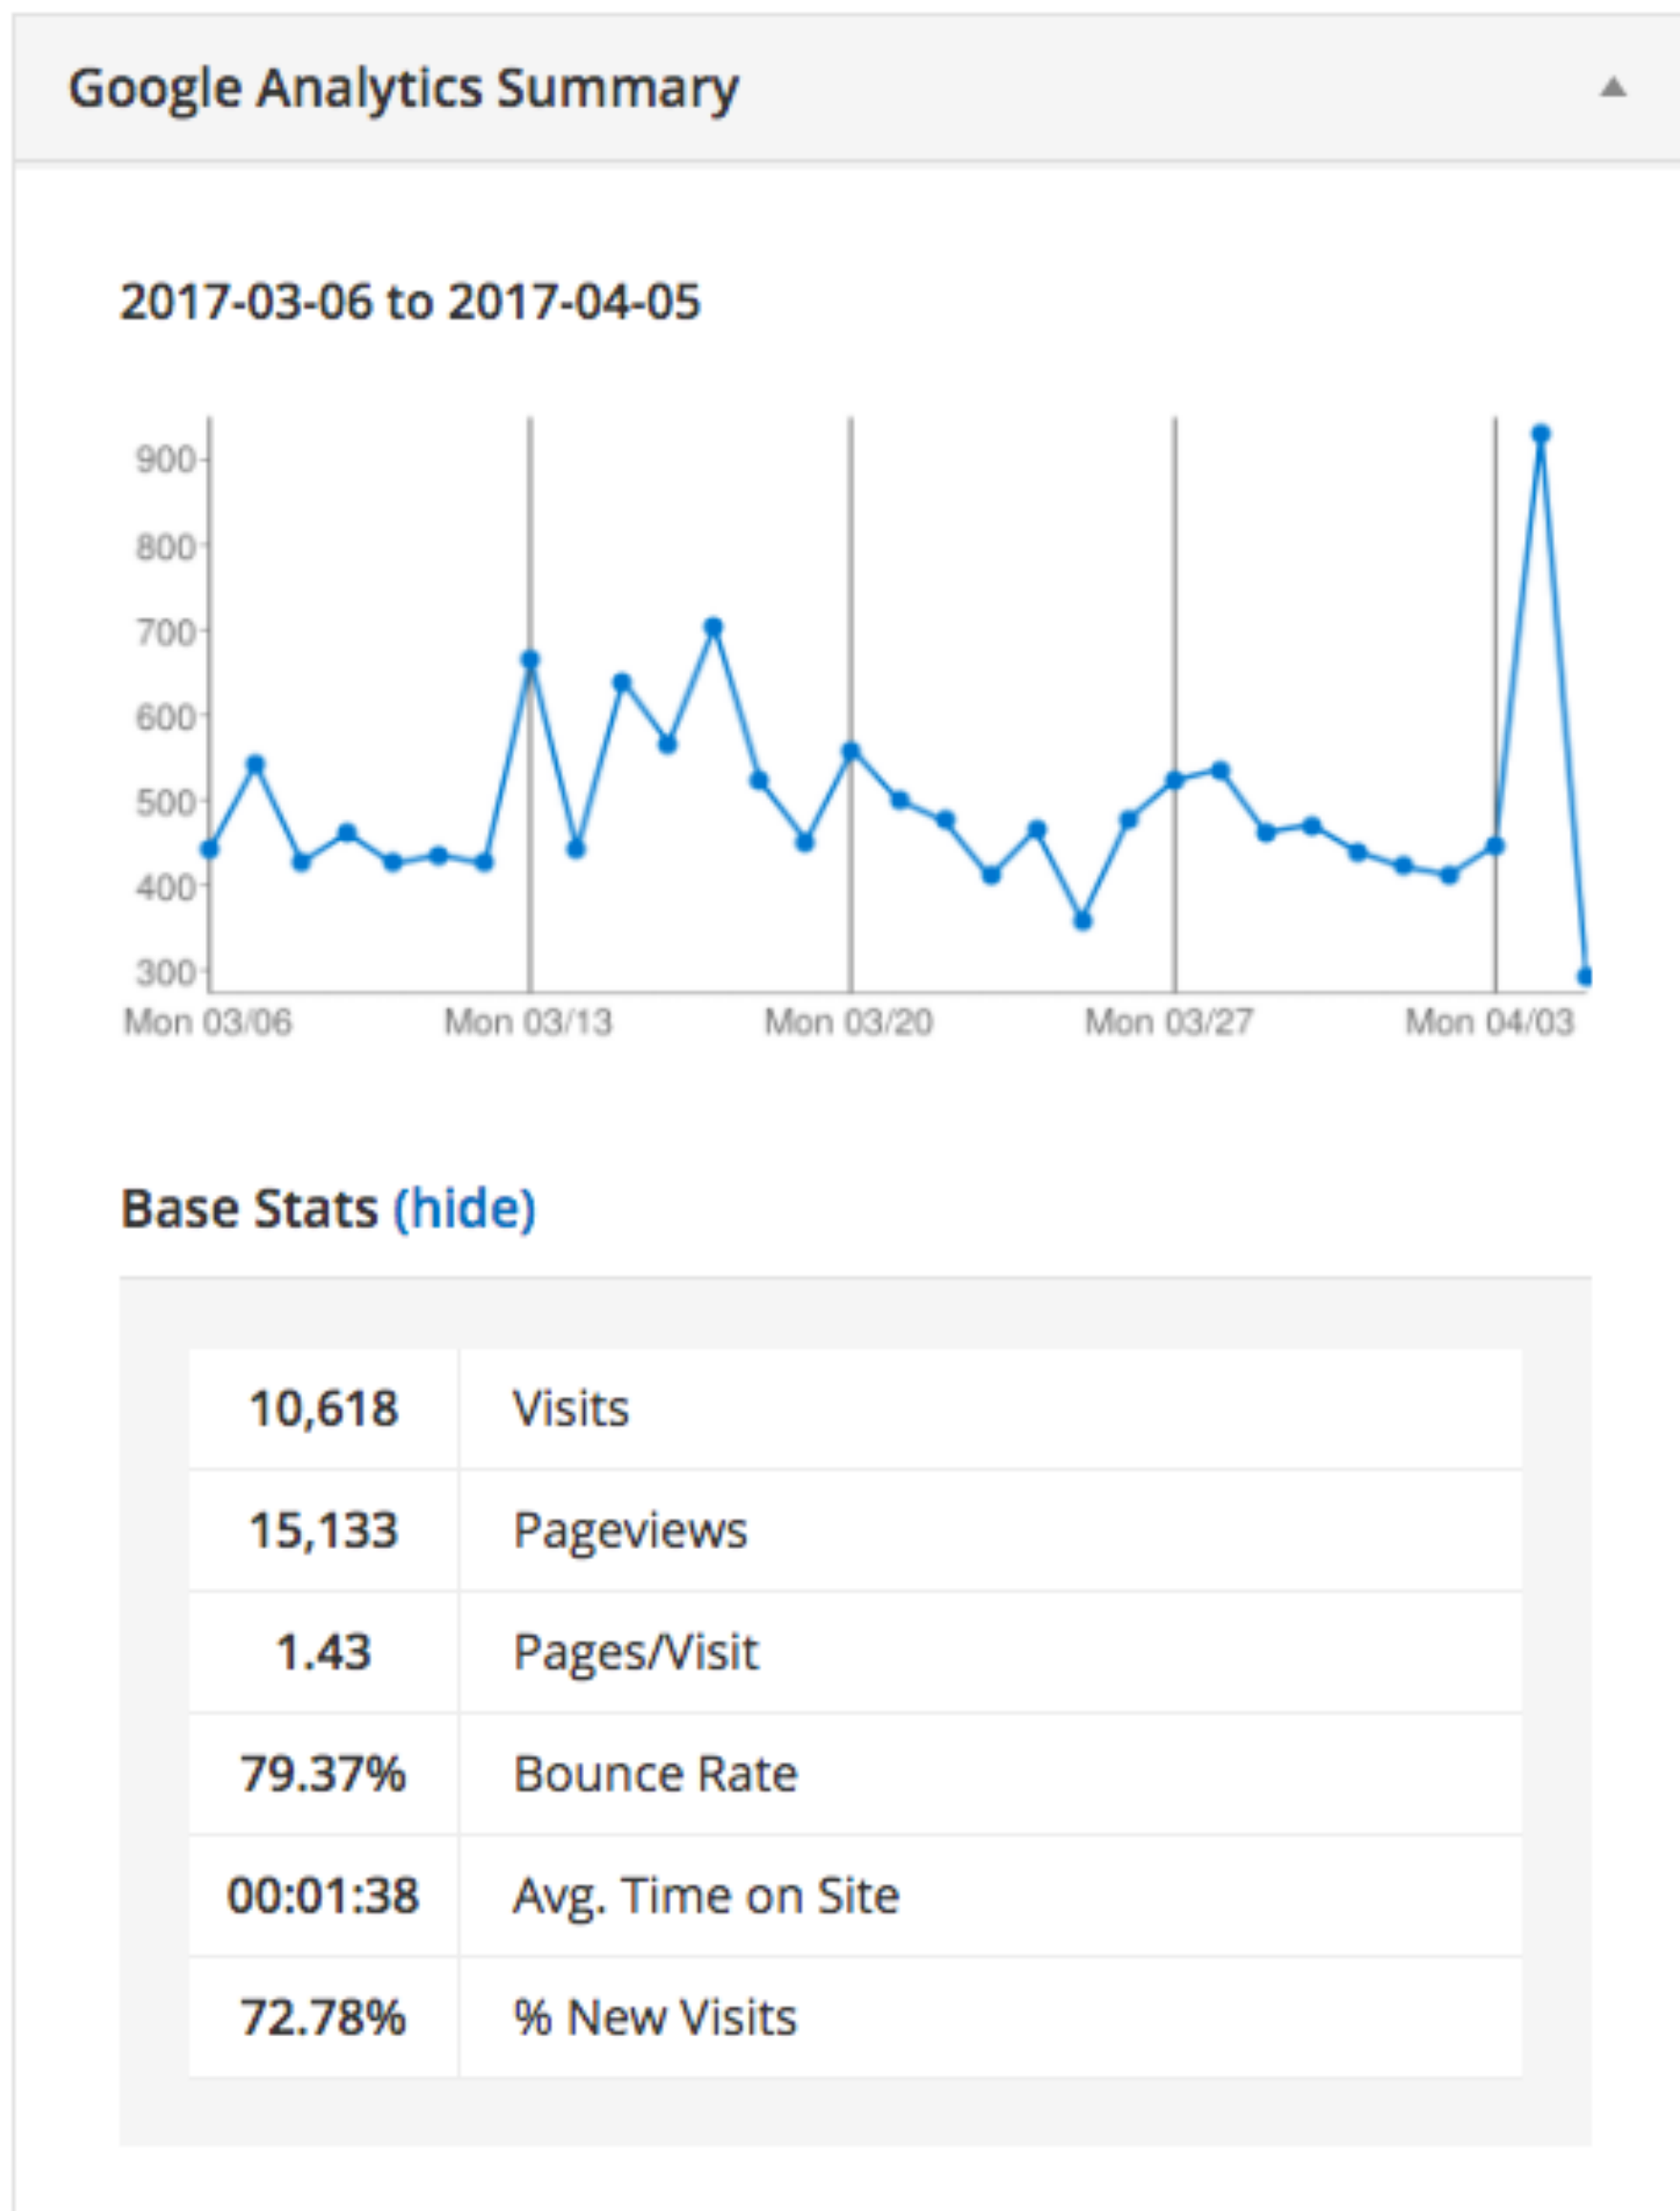 Google Analytics Summary
2017-03-06 to 2017-04-05
900
800
700
600
500
400
300
Mon 03/06 Mon 03/13 Mon 03/20 Mon 03/27 Mon 04/03
Base Stats (hide)
10,618 Visits
15,133 Pageviews
1.43 Pages/Visit
79.37% Bounce Rate
00:01:38 Avg. Time on Site
72.78% % New Visits